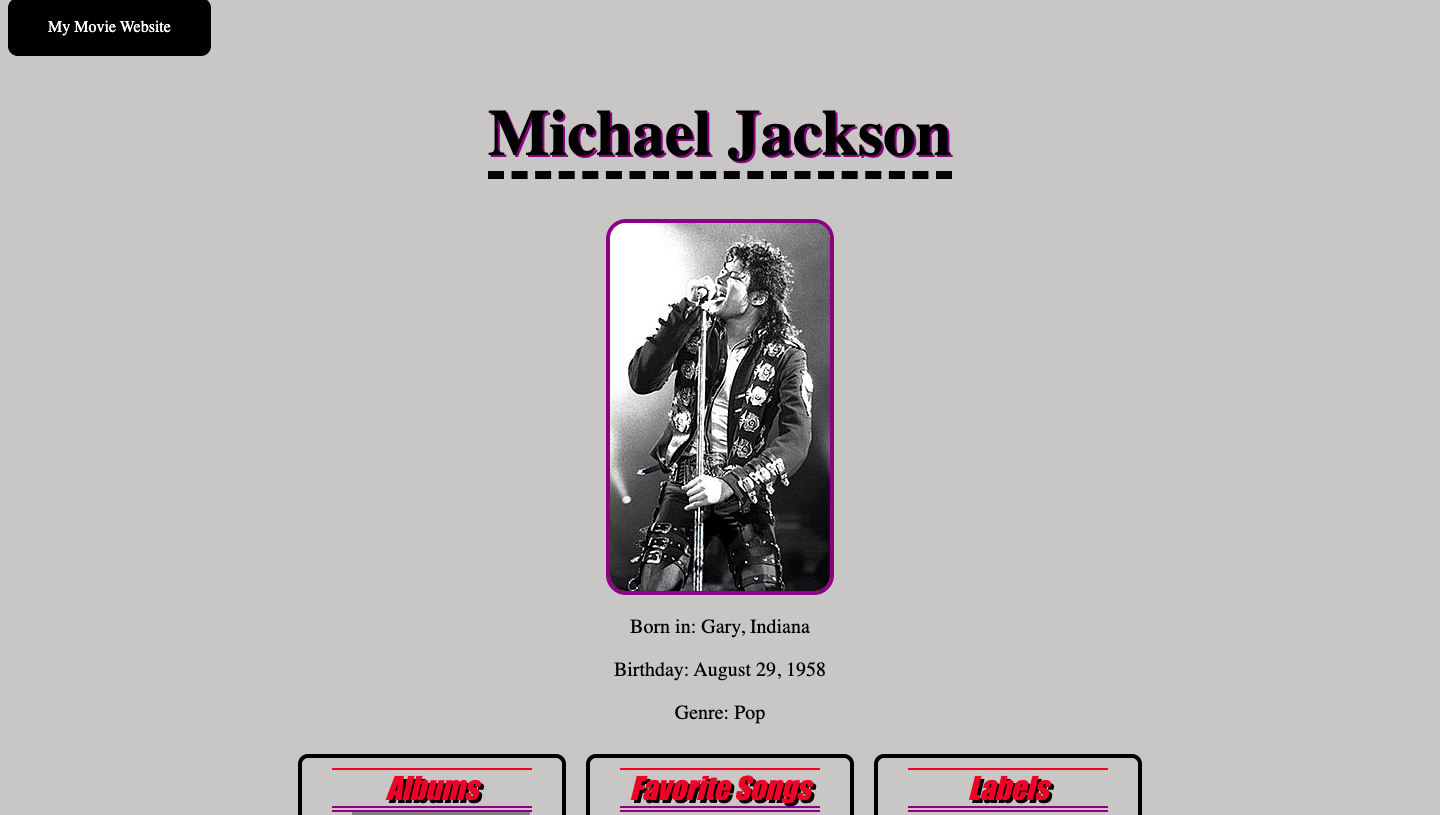 My Movie Website
Michael Jackson
Born in: Gary, Indiana
Birthday: August 29, 1958
Genre: Pop
Albums
Favorite Songs
Labels